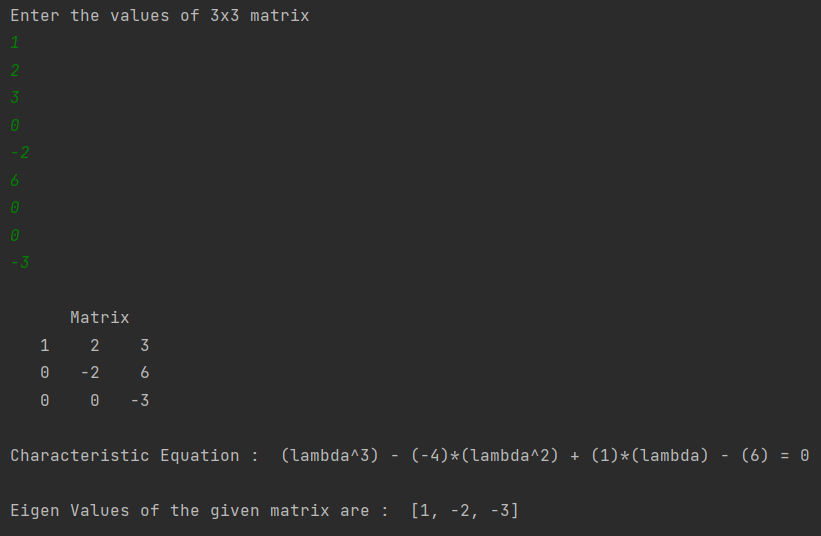 Enter the values of 3x3 matrix
1
2
3
0
-2
6
0
0
-3
Matrix
1 2 3
0 -2 6
0 0 -3
Characteristic Equation : (lambda^3) - (-4)*(lambda^2) + (1)*(lambda) - (6) = 0
Eigen Values of the given matrix are : [1, -2, -3]